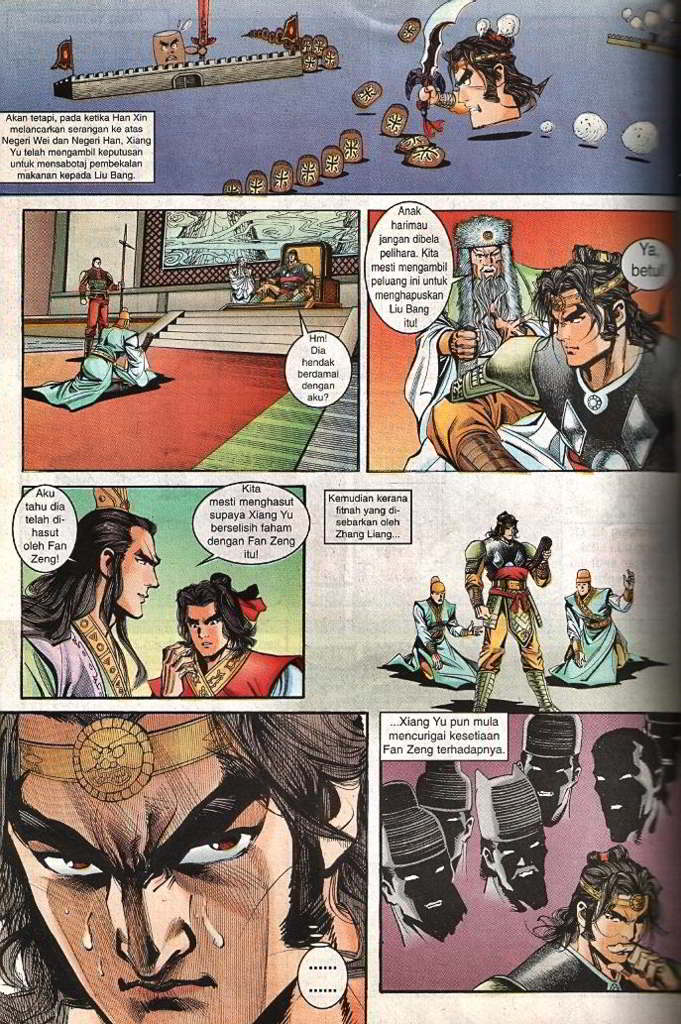 Akan tetapi, pada ketika Han Xin
melancarkan serangan ke atas
Negeri Wei dan Negeri Han, Xiang
Yu telah mengambil keputusan
untuk mensabotaj pembekalan
makanan kepada Liu Bang.
Hm!
Dia
hendak
berdamai
dengan
aku?
Anak
harimau
jangan dibela
pelihara. Kita
mesti mengambil
peluang ini untuk
menghapuskan
Liu Bang
itu!
Ya,
betul!
Aku
tahu dia
telah di-
hasut
oleh Fan
Zeng!
Kita
mesti menghasut
supaya Xiang Yu
berselisih faham
dengan Fan Zeng
itu!
Kemudian kerana
fitnah yang di-
sebarkan oleh
Zhang Liang...
......
......
...Xiang Yu pun mula
mencurigai kesetiaan
Fan Zeng terhadapnya.